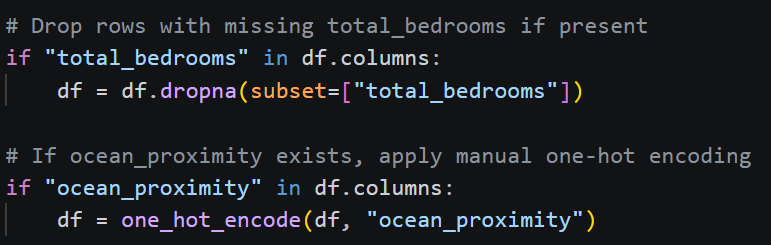 # Drop rows with missing total_bedrooms if present
if "total_bedrooms" in df.columns:
    df = df.dropna(subset=["total_bedrooms"])

# If ocean_proximity exists, apply manual one-hot encoding
if "ocean_proximity" in df.columns:
    df = one_hot_encode(df, "ocean_proximity")